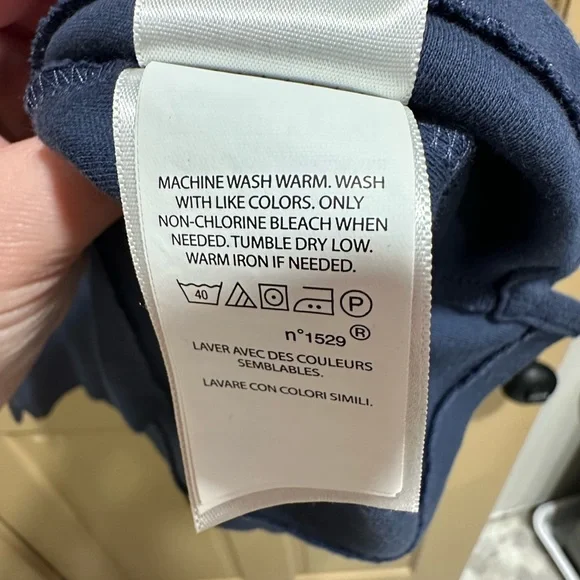 MACHINE WASH WARM. WASH
WITH LIKE COLORS. ONLY
NON-CHLORINE BLEACH WHEN
NEEDED. TUMBLE DRY LOW.
WARM IRON IF NEEDED.
40 P
n°1529®
LAVER AVEC DES COULEURS
SEMBLABLES.
LAVARE CON COLORI SIMILI.